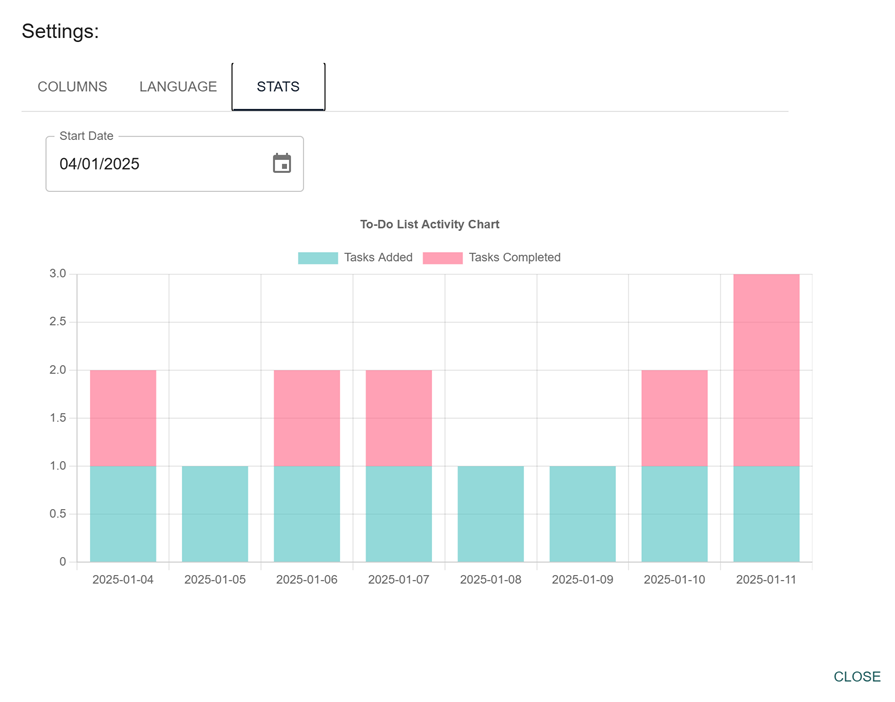 Settings:
COLUMNS LANGUAGE STATS
Start Date
04/01/2025
To-Do List Activity Chart
Tasks Added Tasks Completed
3.0
2.5
2.0
1.5
1.0
0.5
0
2025-01-04 2025-01-05 2025-01-06 2025-01-07 2025-01-08 2025-01-09 2025-01-10 2025-01-11
CLOSE